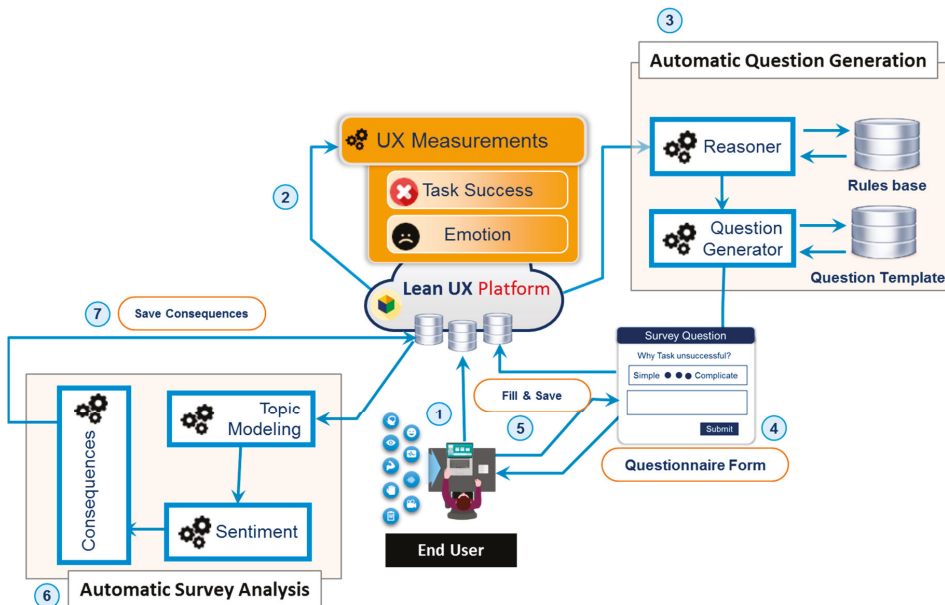 3
Automatic Question Generation
UX Measurements
Task Success
Emotion
2
Reasoner
Rules base
Question
Generator
Question Template
Lean UX Platform
7
Save Consequences
Survey Question
Why Task unsuccessful?
Simple Complicate
Submit
Fill & Save
1
5
4
Questionnaire Form
Topic
Modeling
Consequences
Sentiment
End User
6
Automatic Survey Analysis